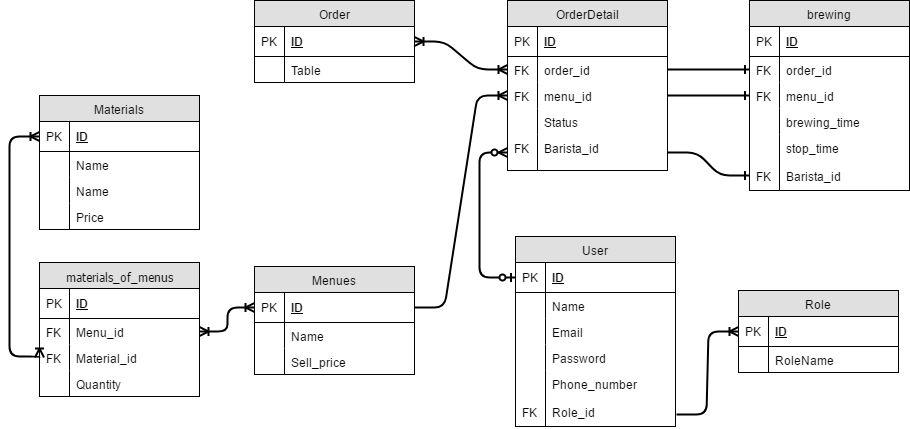 Order
PK ID
Table
OrderDetail
PK ID
FK order_id
FK menu_id
Status
FK Barista_id
brewing
PK ID
FK order_id
FK menu_id
brewing_time
stop_time
FK Barista_id
Materials
PK ID
Name
Name
Price
materials_of_menus
PK ID
FK Menu_id
FK Material_id
Quantity
Menues
PK ID
Name
Sell_price
User
PK ID
Name
Email
Password
Phone_number
FK Role_id
Role
PK ID
RoleName